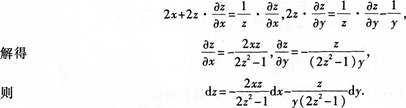 2x+2z·∂z/∂x=1/z·∂z/∂x,2z·∂z/∂y=1/z·∂z/∂y-1/y,
解得 ∂z/∂x=-2xz/(2z²-1),∂z/∂y=-z/((2z²-1)y),
则 dz=-2xz/(2z²-1)dx-z/(y(2z²-1))dy.